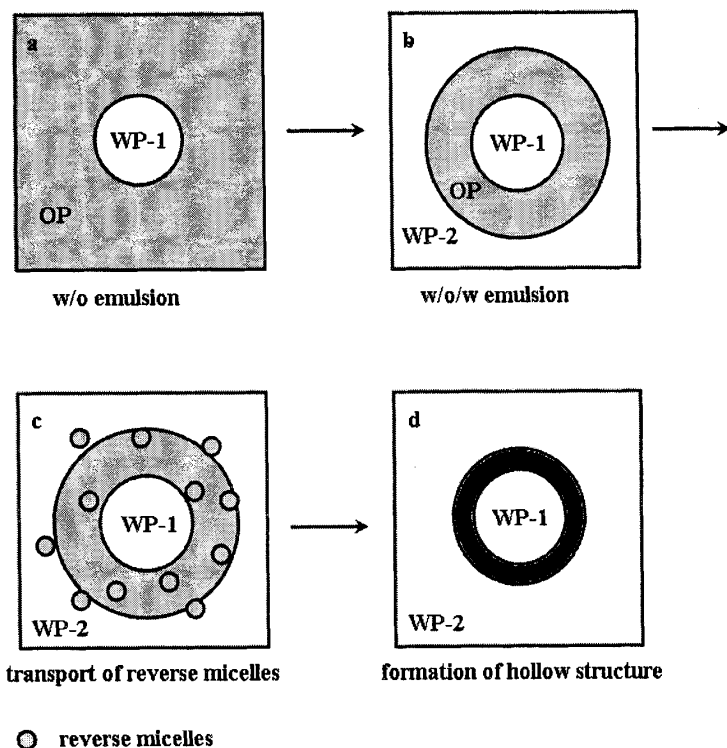 a
WP-1
OP
w/o emulsion
b
WP-1
OP
WP-2
w/o/w emulsion
c
WP-1
WP-2
transport of reverse micelles
d
WP-1
WP-2
formation of hollow structure
reverse micelles